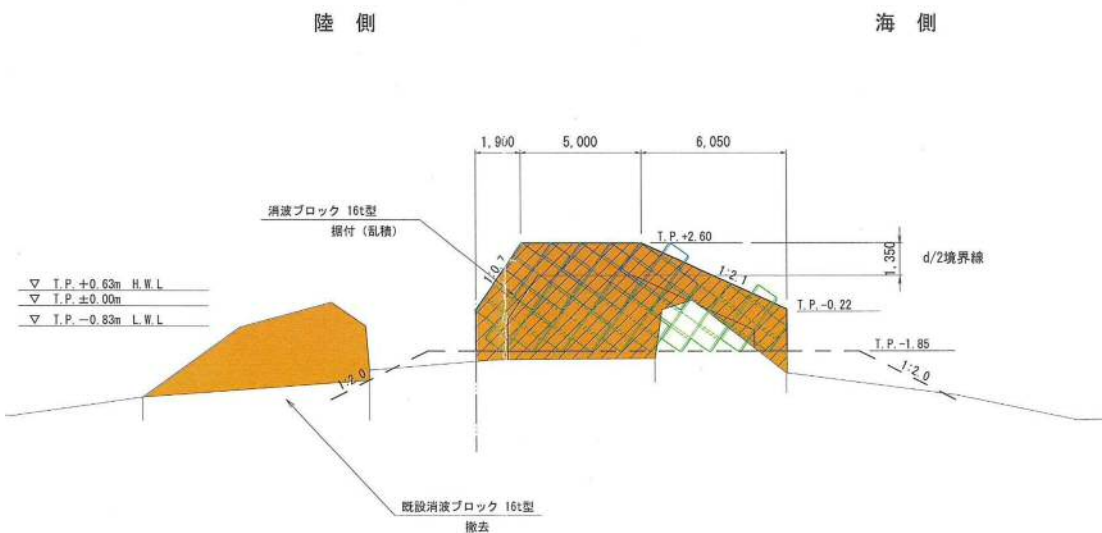 陸 側
海 側
1,900
5,000
6,050
消波ブロック 16t型
据付（乱積）
T.P.+2.60
1,350
d/2境界線
1:0.7
1:2.1
▽ T.P.+0.63m H.W.L
▽ T.P.±0.00m
▽ T.P.-0.83m L.W.L
T.P.-0.22
T.P.-1.85
1:2.0
1:2.0
既設消波ブロック 16t型
撤去